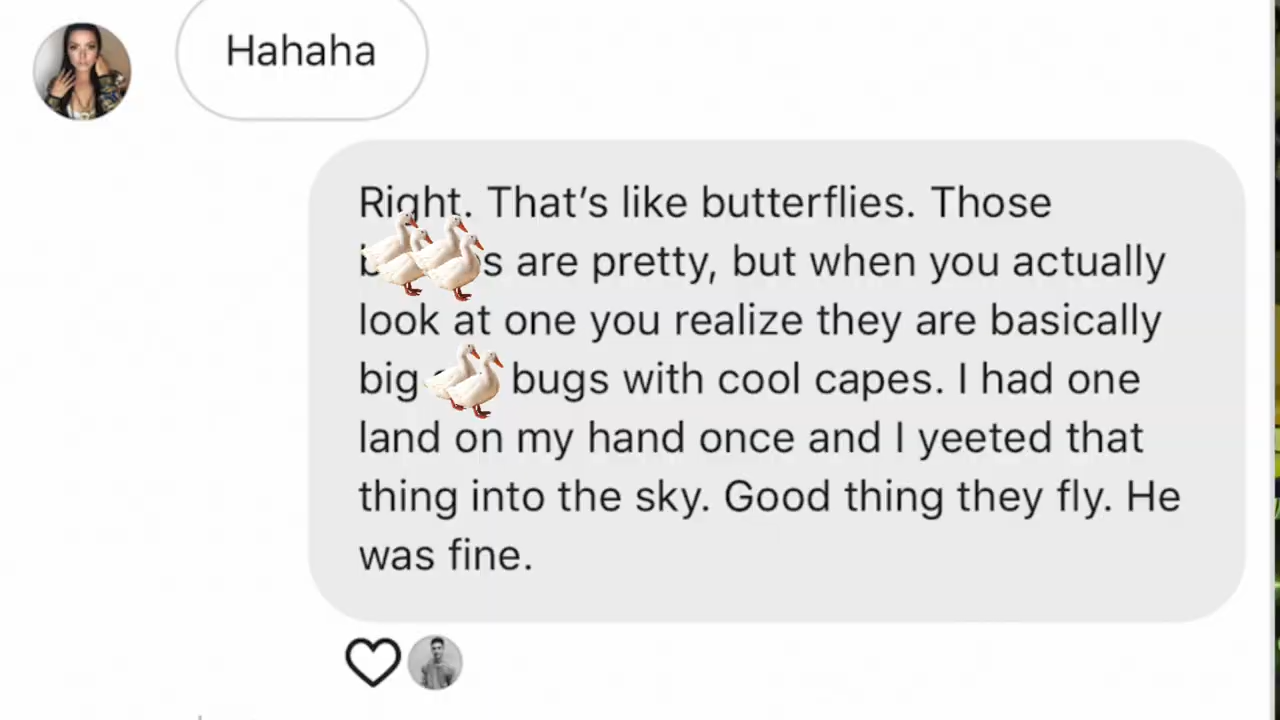 Hahaha
Right. That’s like butterflies. Those
are pretty, but when you actually
look at one you realize they are basically
big bugs with cool capes. I had one
land on my hand once and I yeeted that
thing into the sky. Good thing they fly. He
was fine.